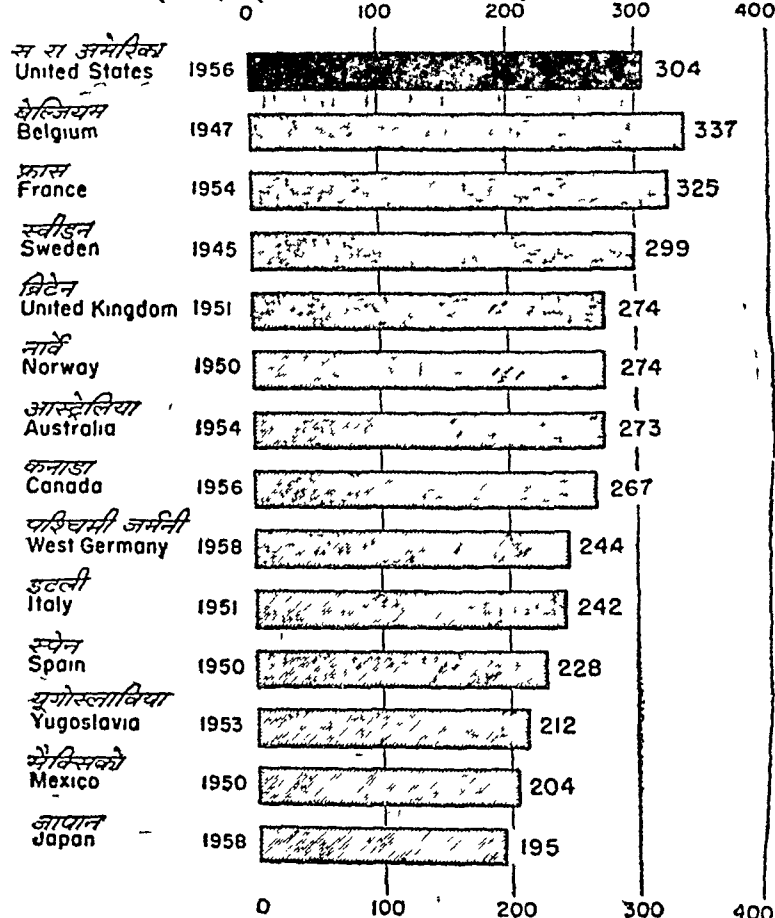 0 100 200 300 400
स रा अमेरिका
United States 1956 304
बेल्जियम
Belgium 1947 337
फ्रास
France 1954 325
स्वीडन
Sweden 1945 299
ब्रिटेन
United Kingdom 1951 274
नार्वे
Norway 1950 274
आस्ट्रेलिया
Australia 1954 273
कनाडा
Canada 1956 267
पश्चिमी जर्मनी
West Germany 1958 244
इटली
Italy 1951 242
स्पेन
Spain 1950 228
यूगोस्लाविया
Yugoslavia 1953 212
मैक्सिको
Mexico 1950 204
जापान
Japan 1958 195
0 100 200 300 400